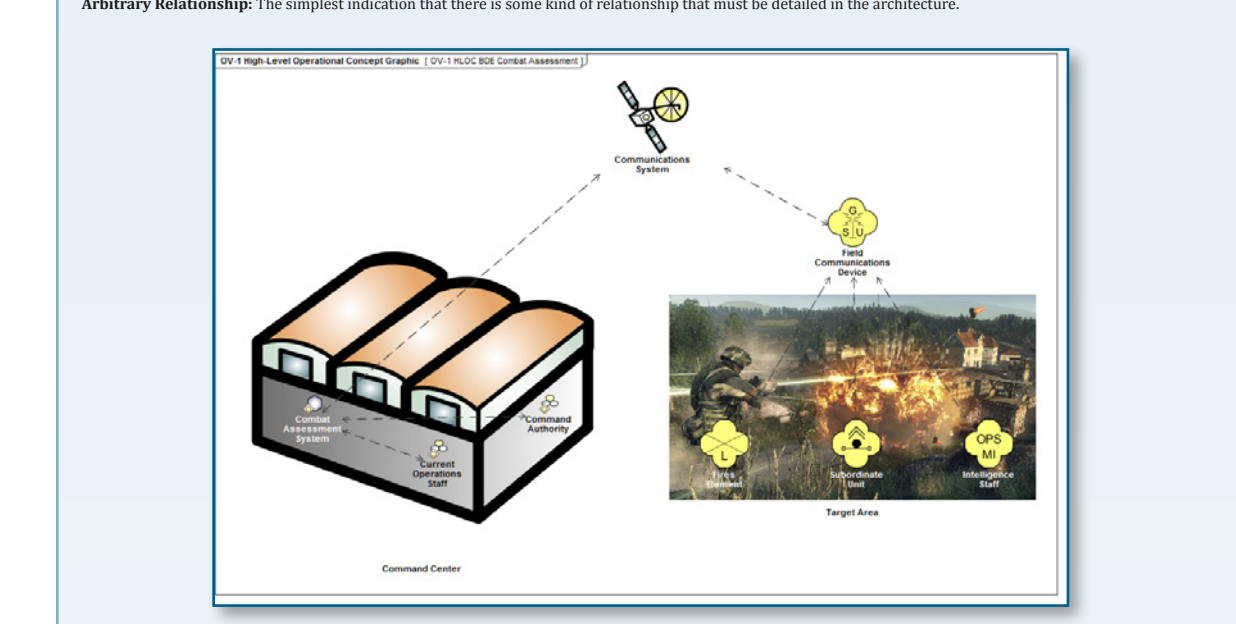 Arbitrary Relationship: The simplest indication that there is some kind of relationship that must be detailed in the architecture.
OV-1 High-Level Operational Concept Graphic [ OV-1 HLOC BDE Combat Assessment ]
Communications
System
G
S U
Field
Communications
Device
Combat
Assessment
System
Command
Authority
Current
Operations
Staff
L
Fires
Element
Subordinate
Unit
OPS
MI
Intelligence
Staff
Target Area
Command Center